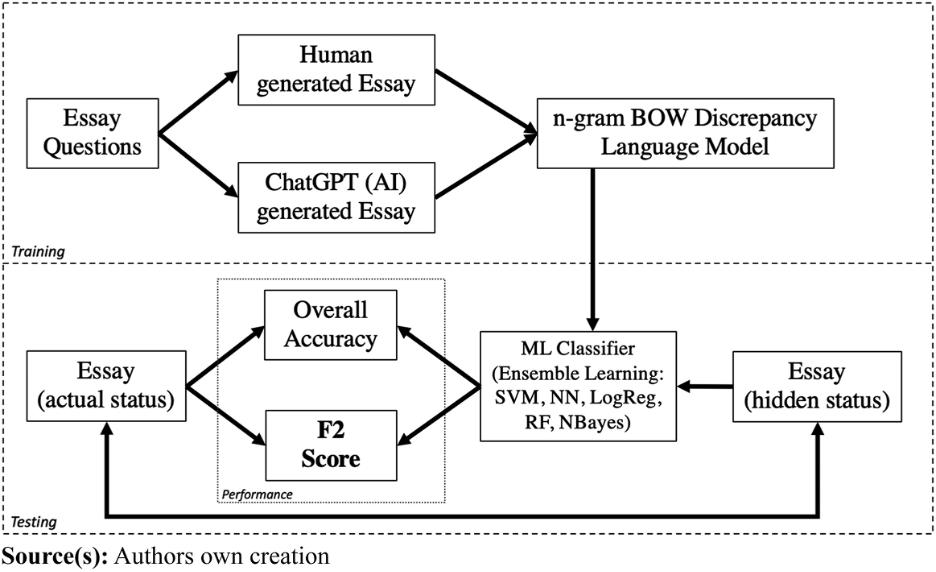 Essay
Questions
Human
generated Essay
ChatGPT (AI)
generated Essay
n-gram BOW Discrepancy
Language Model
Training
Essay
(actual status)
Overall
Accuracy
F2
Score
Performance
ML Classifier
(Ensemble Learning:
SVM, NN, LogReg,
RF, NBayes)
Essay
(hidden status)
Testing
Source(s): Authors own creation